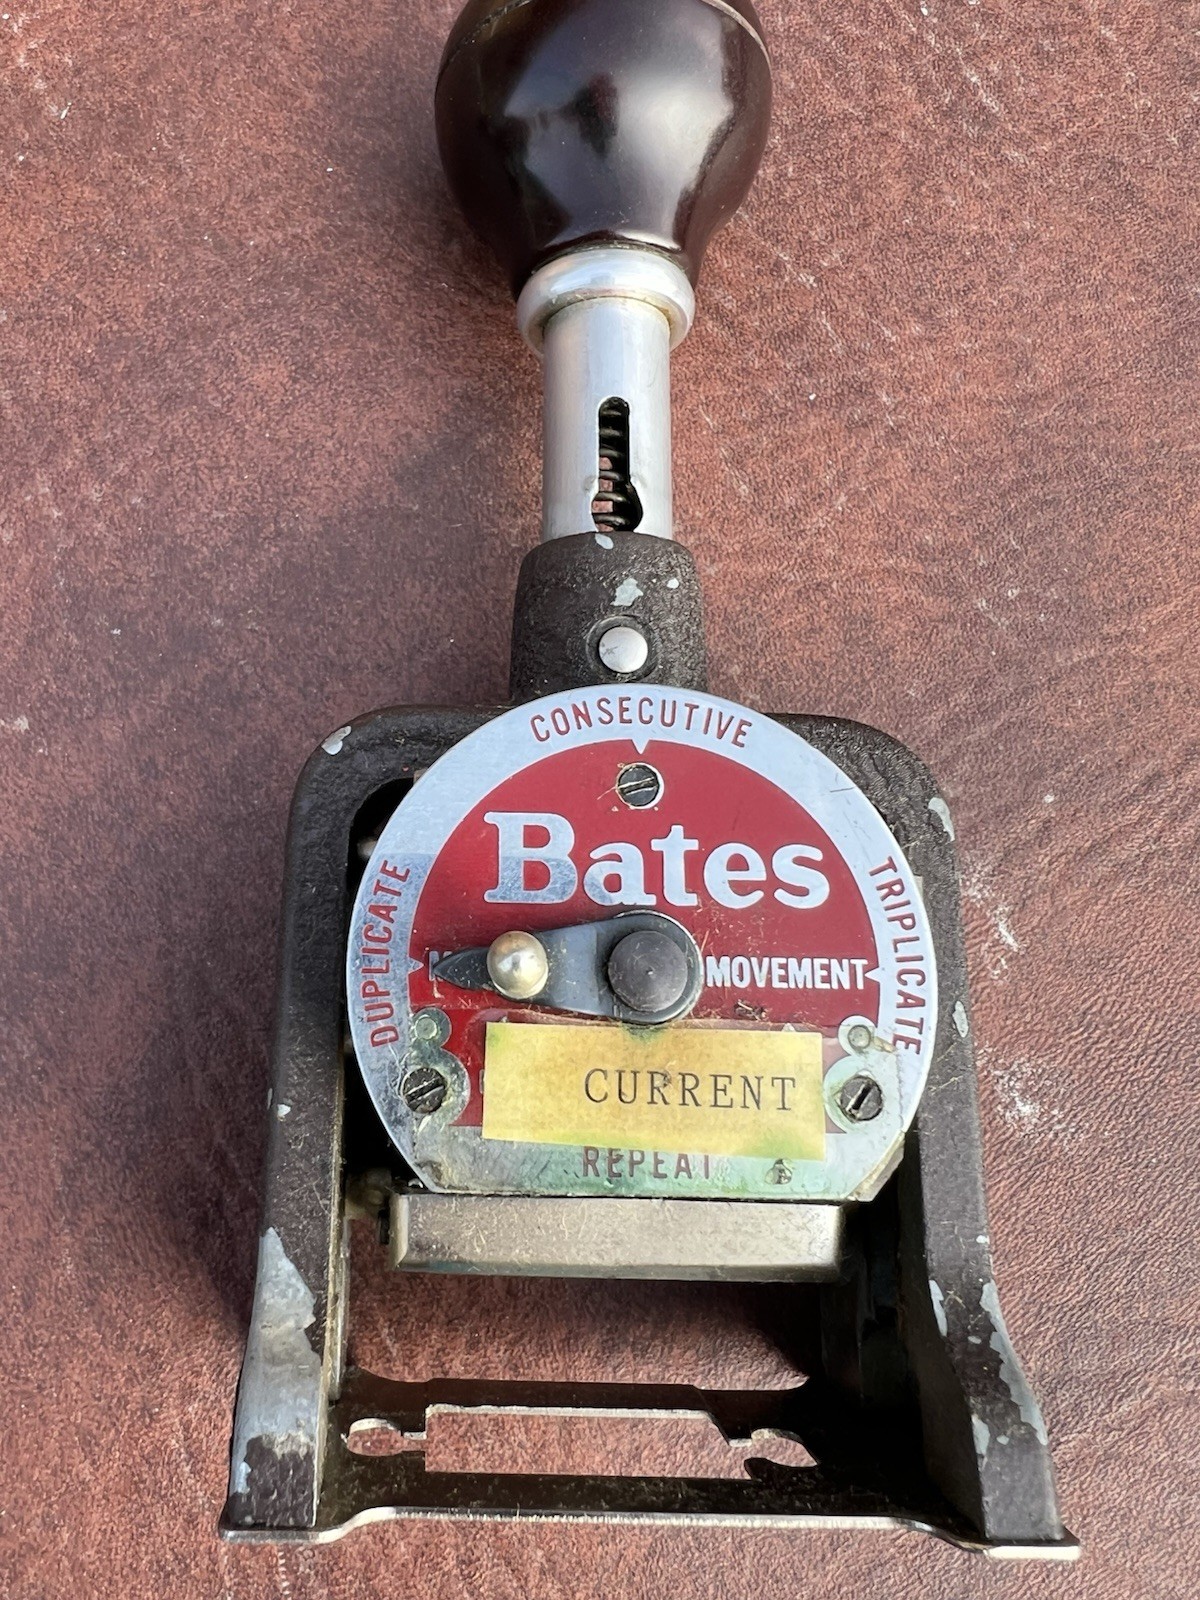 CONSECUTIVE
Bates
DUPLICATE
MOVEMENT
TRIPLICATE
CURRENT
REPEAT